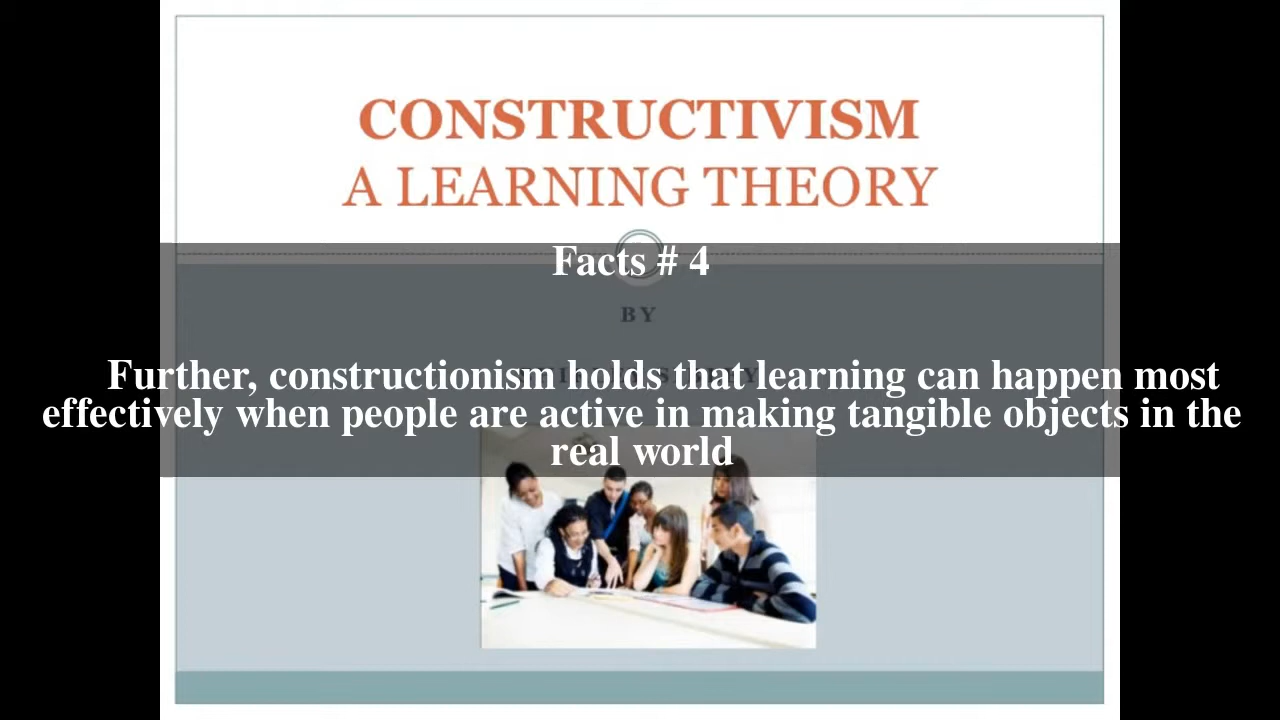 CONSTRUCTIVISM
A LEARNING THEORY
Facts # 4
BY
Further, constructionism holds that learning can happen most
effectively when people are active in making tangible objects in the
real world